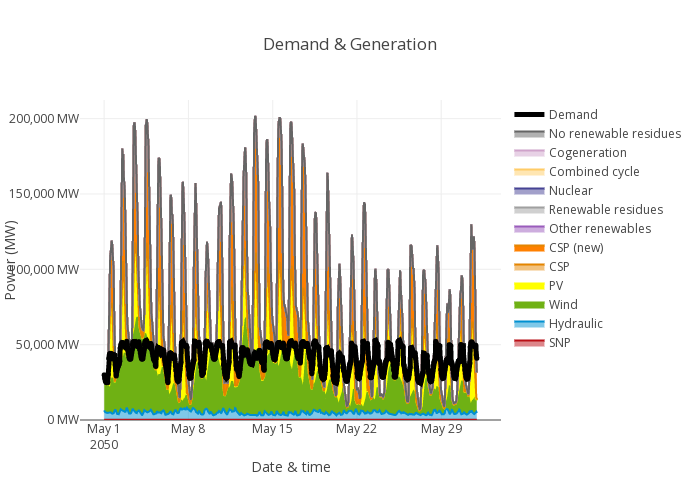 Demand & Generation
200,000 MW
150,000 MW
100,000 MW
50,000 MW
0 MW
Power (MW)
May 1
2050
May 8
May 15
May 22
May 29
Date & time
Demand
No renewable residues
Cogeneration
Combined cycle
Nuclear
Renewable residues
Other renewables
CSP (new)
CSP
PV
Wind
Hydraulic
SNP